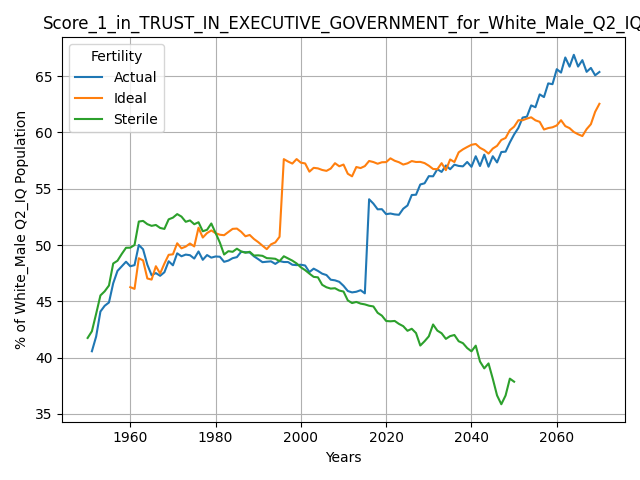 Score_1_in_TRUST_IN_EXECUTIVE_GOVERNMENT_for_White_Male_Q2_IQ
Fertility
Actual
Ideal
Sterile
% of White_Male Q2_IQ Population
65
60
55
50
45
40
35
1960 1980 2000 2020 2040 2060
Years